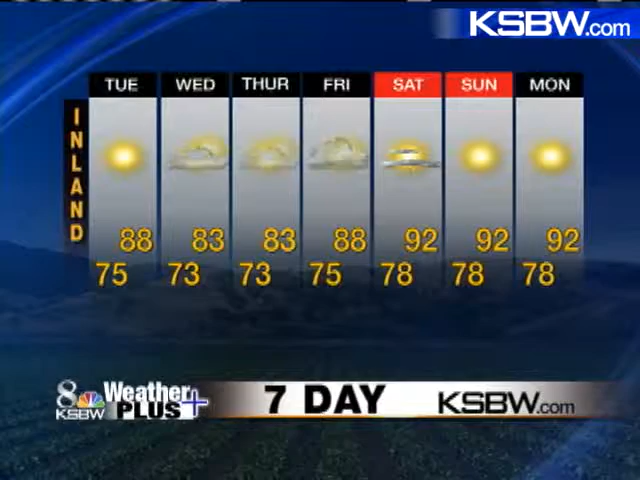 KSBW.com
TUE WED THUR FRI SAT SUN MON
INLAND
88 83 83 88 92 92 92
75 73 73 75 78 78 78
8 KSBW Weather PLUS+ 7 DAY KSBW.com